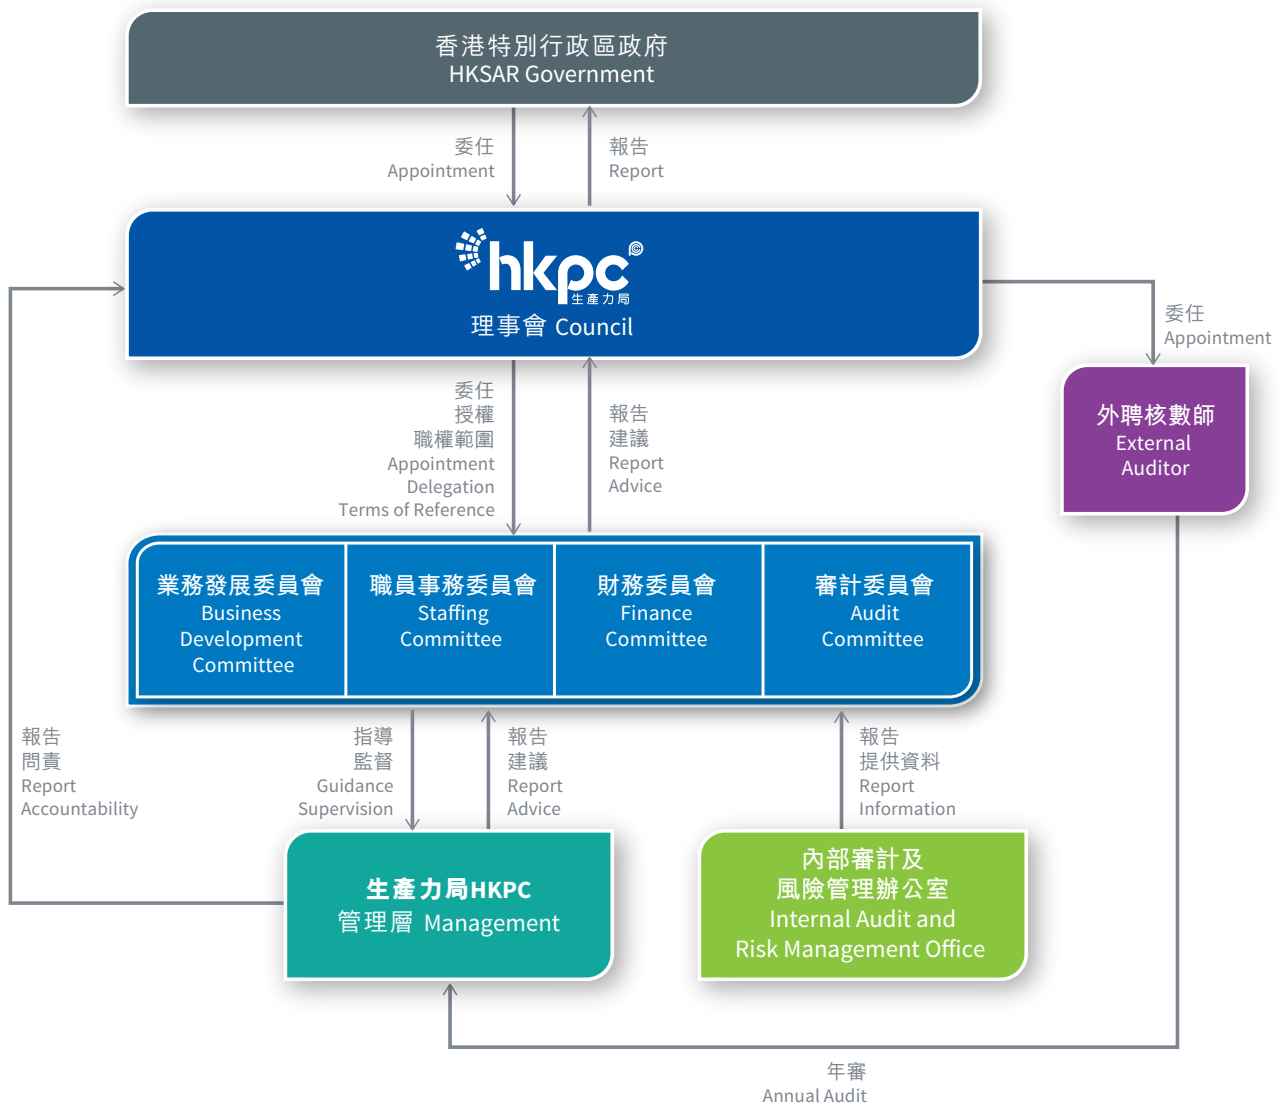 香港特別行政區政府
HKSAR Government
委任
Appointment
報告
Report
hkpc
生產力局
理事會 Council
委任
Appointment
委任
授權
職權範圍
Appointment
Delegation
Terms of Reference
報告
建議
Report
Advice
外聘核數師
External
Auditor
業務發展委員會
Business
Development
Committee
職員事務委員會
Staffing
Committee
財務委員會
Finance
Committee
審計委員會
Audit
Committee
報告
問責
Report
Accountability
指導
監督
Guidance
Supervision
報告
建議
Report
Advice
報告
提供資料
Report
Information
生產力局HKPC
管理層 Management
內部審計及
風險管理辦公室
Internal Audit and
Risk Management Office
年審
Annual Audit